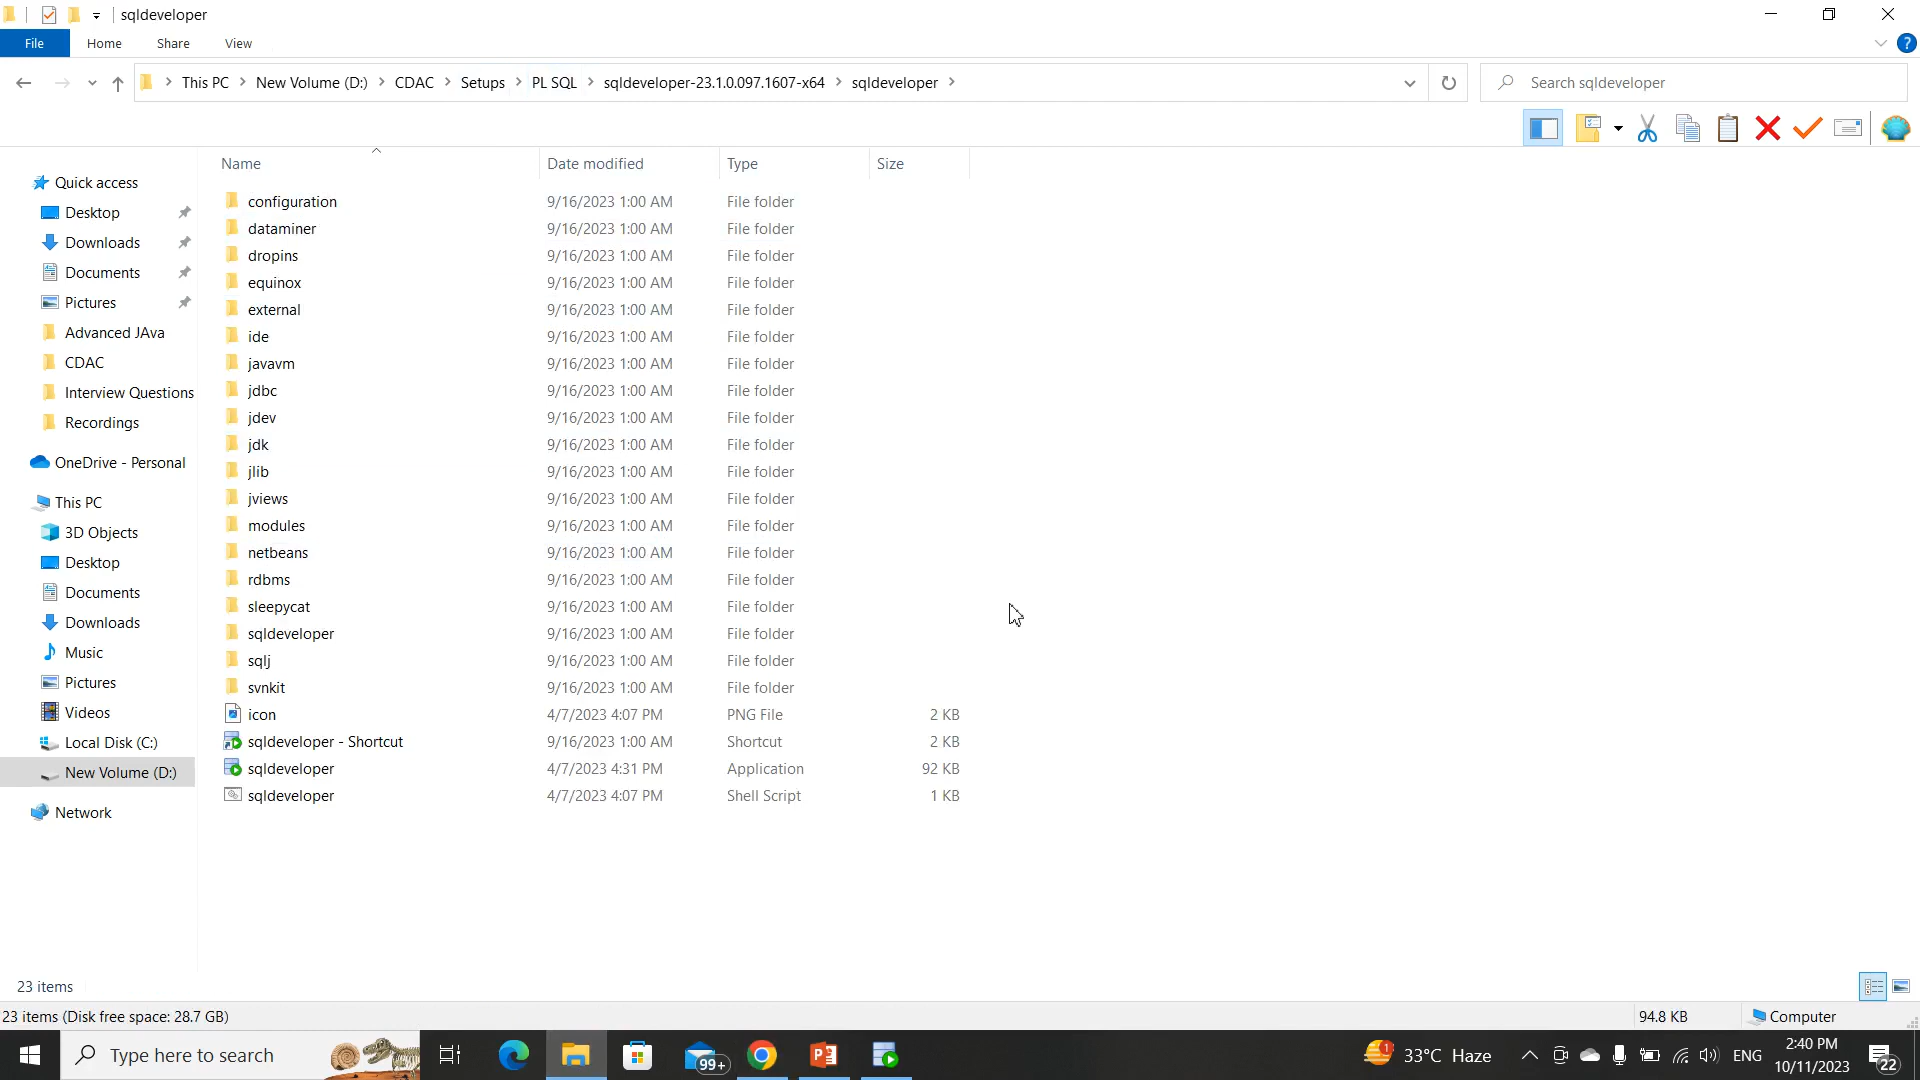 sqldeveloper
File Home Share View
This PC New Volume (D:) CDAC Setups PL SQL sqldeveloper-23.1.0.097.1607-x64 sqldeveloper
Search sqldeveloper
Name Date modified Type Size
Quick access
Desktop
Downloads
Documents
Pictures
Advanced JAva
CDAC
Interview Questions
Recordings
OneDrive - Personal
This PC
3D Objects
Desktop
Documents
Downloads
Music
Pictures
Videos
Local Disk (C:)
New Volume (D:)
Network
configuration 9/16/2023 1:00 AM File folder
dataminer 9/16/2023 1:00 AM File folder
dropins 9/16/2023 1:00 AM File folder
equinox 9/16/2023 1:00 AM File folder
external 9/16/2023 1:00 AM File folder
ide 9/16/2023 1:00 AM File folder
javavm 9/16/2023 1:00 AM File folder
jdbc 9/16/2023 1:00 AM File folder
jdev 9/16/2023 1:00 AM File folder
jdk 9/16/2023 1:00 AM File folder
jlib 9/16/2023 1:00 AM File folder
jviews 9/16/2023 1:00 AM File folder
modules 9/16/2023 1:00 AM File folder
netbeans 9/16/2023 1:00 AM File folder
rdbms 9/16/2023 1:00 AM File folder
sleepycat 9/16/2023 1:00 AM File folder
sqldeveloper 9/16/2023 1:00 AM File folder
sqlj 9/16/2023 1:00 AM File folder
svnkit 9/16/2023 1:00 AM File folder
icon 4/7/2023 4:07 PM PNG File 2 KB
sqldeveloper - Shortcut 9/16/2023 1:00 AM Shortcut 2 KB
sqldeveloper 4/7/2023 4:31 PM Application 92 KB
sqldeveloper 4/7/2023 4:07 PM Shell Script 1 KB
23 items
23 items (Disk free space: 28.7 GB) 94.8 KB Computer
Type here to search 99+ 1 33°C Haze ENG 2:40 PM
10/11/2023 22